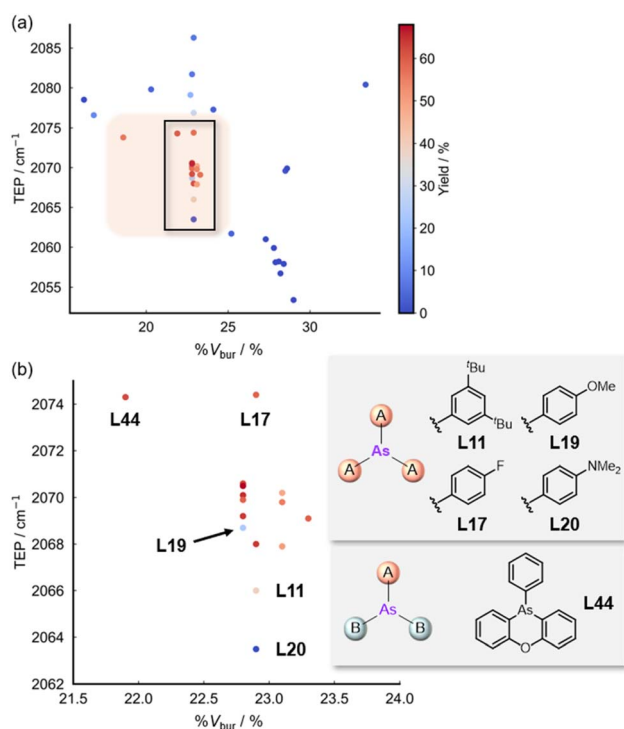 (a)
TEP / cm⁻¹
2085
2080
2075
2070
2065
2060
2055
20
25
30
%Vbur / %
60
50
40
30
20
10
0
Yield / %
(b)
TEP / cm⁻¹
2074
2072
2070
2068
2066
2064
2062
21.5
22.0
22.5
23.0
23.5
24.0
%Vbur / %
L44
L17
L19
L11
L20
A
As
A
A
ᵗBu
ᵗBu
L11
OMe
L19
F
L17
NMe₂
L20
A
As
B
B
As
O
L44